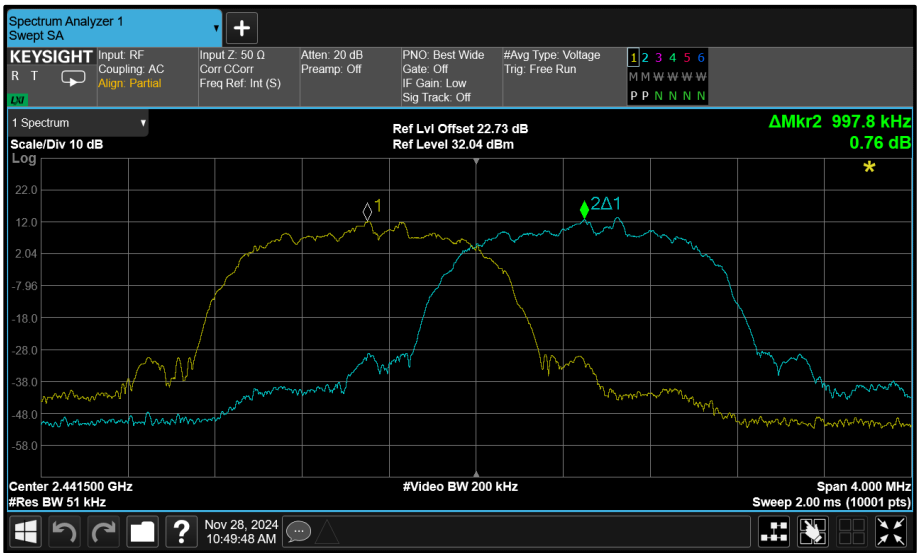 Spectrum Analyzer 1
Swept SA
+
KEYSIGHT
R T
LXI
Input: RF
Coupling: AC
Align: Partial
Input Z: 50 Ω
Corr CCorr
Freq Ref: Int (S)
Atten: 20 dB
Preamp: Off
PNO: Best Wide
Gate: Off
IF Gain: Low
Sig Track: Off
#Avg Type: Voltage
Trig: Free Run
1 2 3 4 5 6
M M W W W W
P P N N N N
1 Spectrum
Scale/Div 10 dB
Ref Lvl Offset 22.73 dB
Ref Level 32.04 dBm
ΔMkr2 997.8 kHz
0.76 dB
Log
*
22.0
1
2Δ1
12.0
2.04
-7.96
-18.0
-28.0
-38.0
-48.0
-58.0
Center 2.441500 GHz
#Video BW 200 kHz
Span 4.000 MHz
#Res BW 51 kHz
Sweep 2.00 ms (10001 pts)
?
Nov 28, 2024
10:49:48 AM